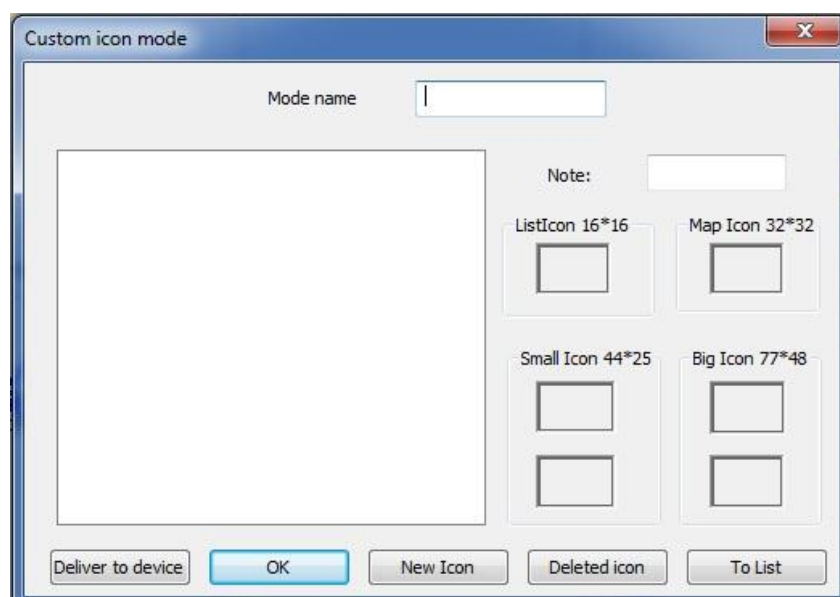 Custom icon mode
Mode name
Note:
ListIcon 16*16
Map Icon 32*32
Small Icon 44*25
Big Icon 77*48
Deliver to device
OK
New Icon
Deleted icon
To List